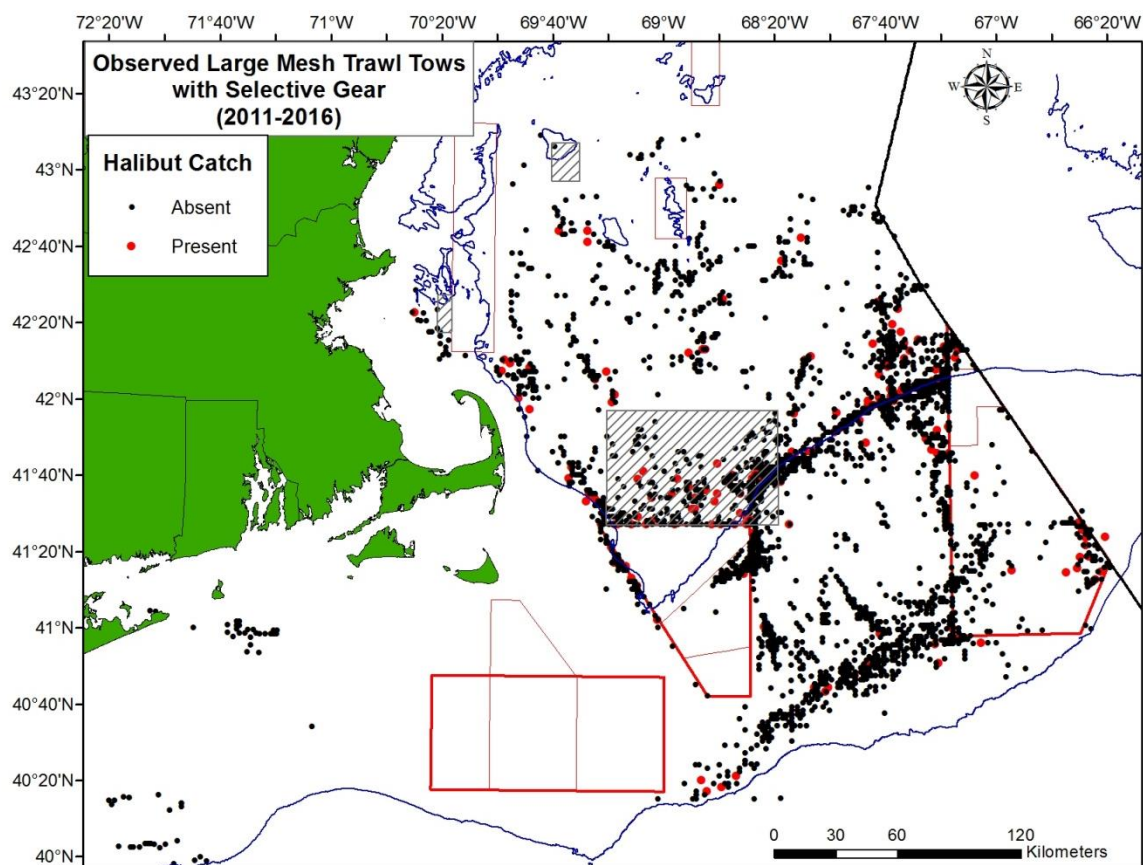 72°20'W 71°40'W 71°W 70°20'W 69°40'W 69°W 68°20'W 67°40'W 67°W 66°20'W
Observed Large Mesh Trawl Tows
with Selective Gear
(2011-2016)
N
W E
S
43°20'N
Halibut Catch
43°N
Absent
42°40'N
Present
42°20'N
42°N
41°40'N
41°20'N
41°N
40°40'N
40°20'N
40°N
0 30 60 120
Kilometers